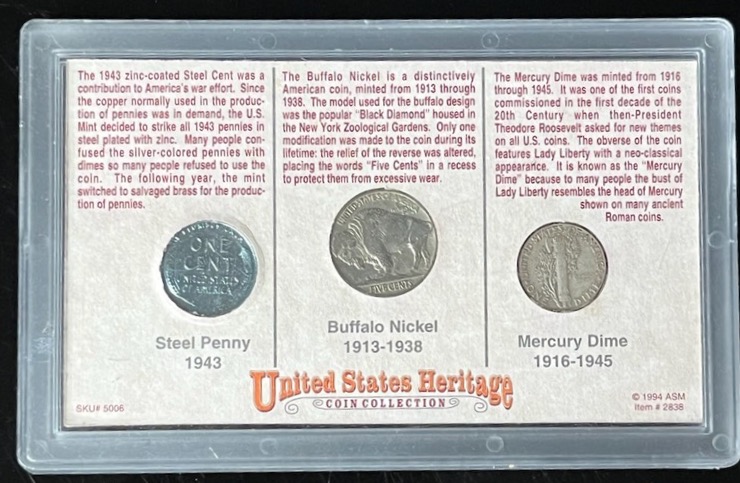 The 1943 zinc-coated Steel Cent was a
contribution to America's war effort. Since
the copper normally used in the produc-
tion of pennies was in demand, the U.S.
Mint decided to strike all 1943 pennies in
steel plated with zinc. Many people con-
fused the silver-colored pennies with
dimes so many people refused to use the
coin. The following year, the mint
switched to salvaged brass for the produc-
tion of pennies.
ONE
CENT
UNITED STATES
OF AMERICA
Steel Penny
1943
The Buffalo Nickel is a distinctively
American coin, minted from 1913 through
1938. The model used for the buffalo design
was the popular "Black Diamond" housed in
the New York Zoological Gardens. Only one
modification was made to the coin during its
lifetime: the relief of the reverse was altered,
placing the words "Five Cents" in a recess
to protect them from excessive wear.
UNITED STATES OF
FIVE CENTS
Buffalo Nickel
1913-1938
The Mercury Dime was minted from 1916
through 1945. It was one of the first coins
commissioned in the first decade of the
20th Century when then-President
Theodore Roosevelt asked for new themes
on all U.S. coins. The obverse of the coin
features Lady Liberty with a neo-classical
appearance. It is known as the "Mercury
Dime" because to many people the bust of
Lady Liberty resembles the head of Mercury
shown on many ancient
Roman coins.
UNITED STATES
DIME
Mercury Dime
1916-1945
United States Heritage
COIN COLLECTION
SKU# 5006
© 1994 ASM
Item # 2838